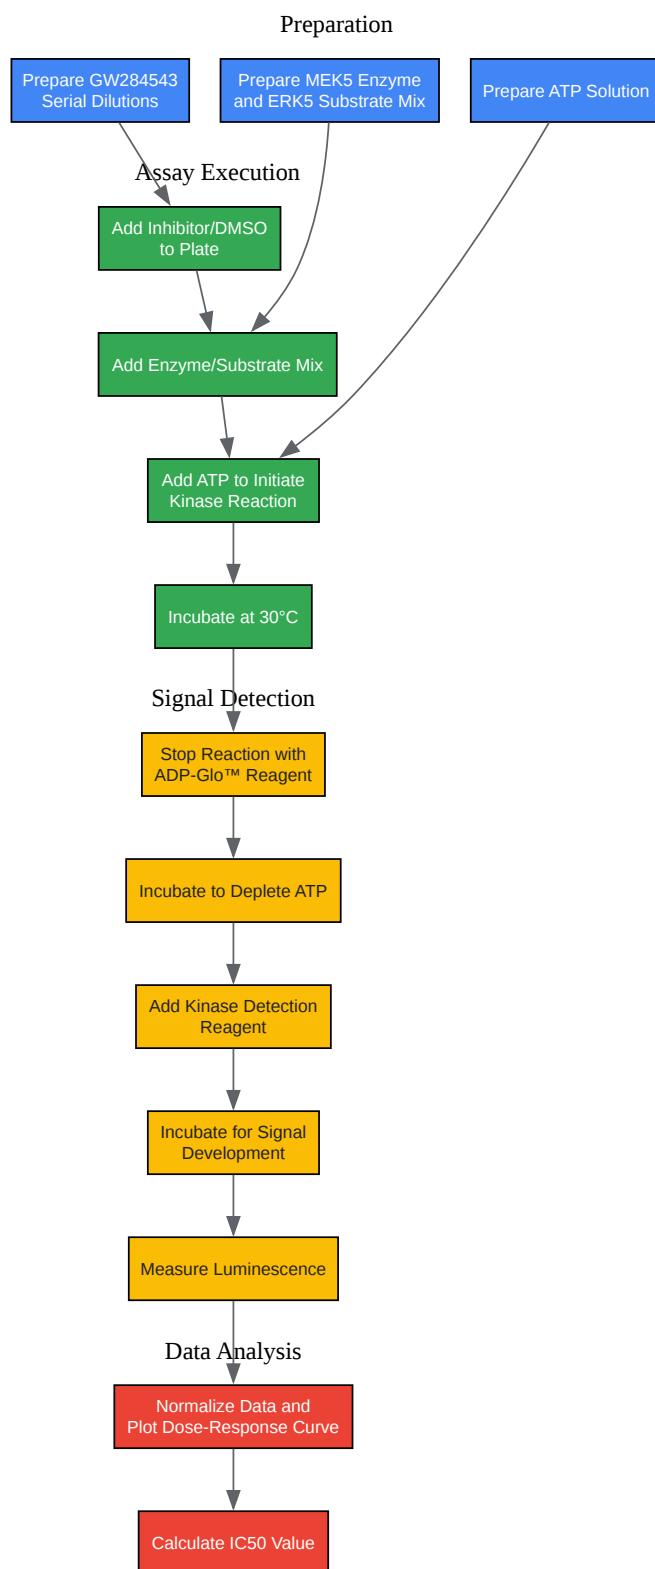 Preparation
Prepare GW284543
Serial Dilutions
Prepare MEK5 Enzyme
and ERK5 Substrate Mix
Prepare ATP Solution
Assay Execution
Add Inhibitor/DMSO
to Plate
Add Enzyme/Substrate Mix
Add ATP to Initiate
Kinase Reaction
Incubate at 30°C
Signal Detection
Stop Reaction with
ADP-Glo™ Reagent
Incubate to Deplete ATP
Add Kinase Detection
Reagent
Incubate for Signal
Development
Measure Luminescence
Data Analysis
Normalize Data and
Plot Dose-Response Curve
Calculate IC50 Value